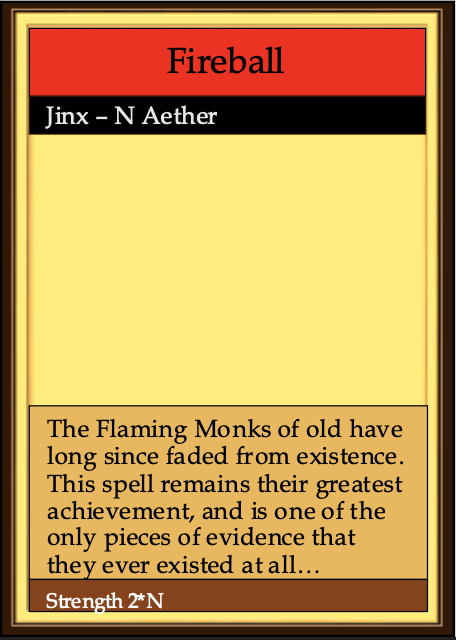 Fireball
Jinx – N Aether
The Flaming Monks of old have
long since faded from existence.
This spell remains their greatest
achievement, and is one of the
only pieces of evidence that
they ever existed at all…
Strength 2*N